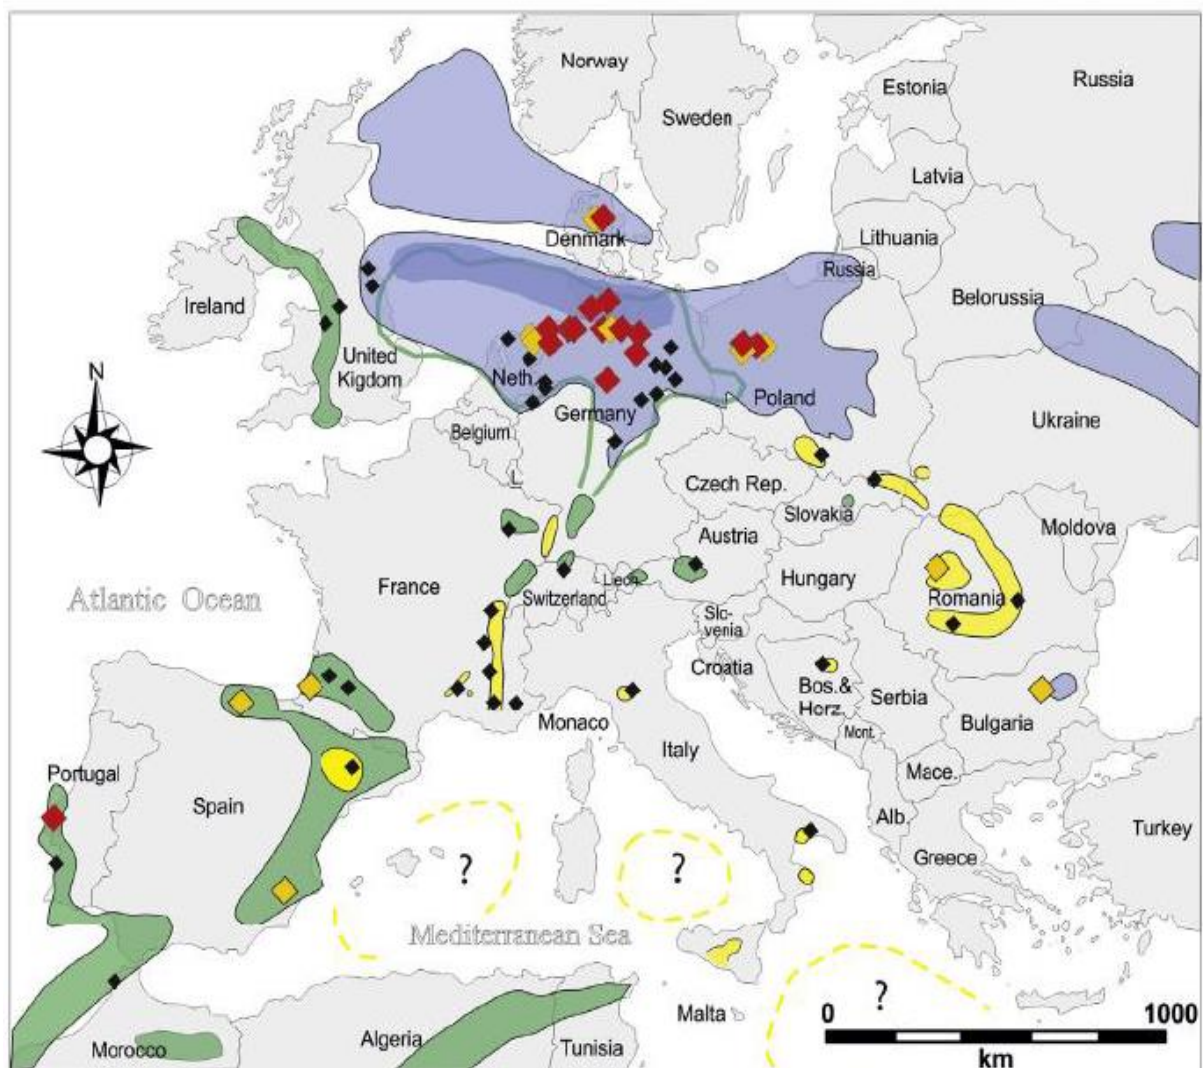 Norway
Russia
Estonia
Sweden
Latvia
Lithuania
Denmark
Russia
Ireland
Belorussia
N
United
Kigdom
Neth.
Poland
Germany
Ukraine
Belgium
L
Czech Rep.
Slovakia
Moldova
Austria
France
Liech.
Hungary
Atlantic Ocean
Switzerland
Romania
Slc-
venia
Croatia
Bos.&
Herz.
Serbia
Monaco
Bulgaria
Mont.
Italy
Portugal
Mace.
Spain
Alb.
Turkey
Greece
?
?
Mediterranean Sea
?
Malta
0
1000
km
Algeria
Morocco
Tunisia